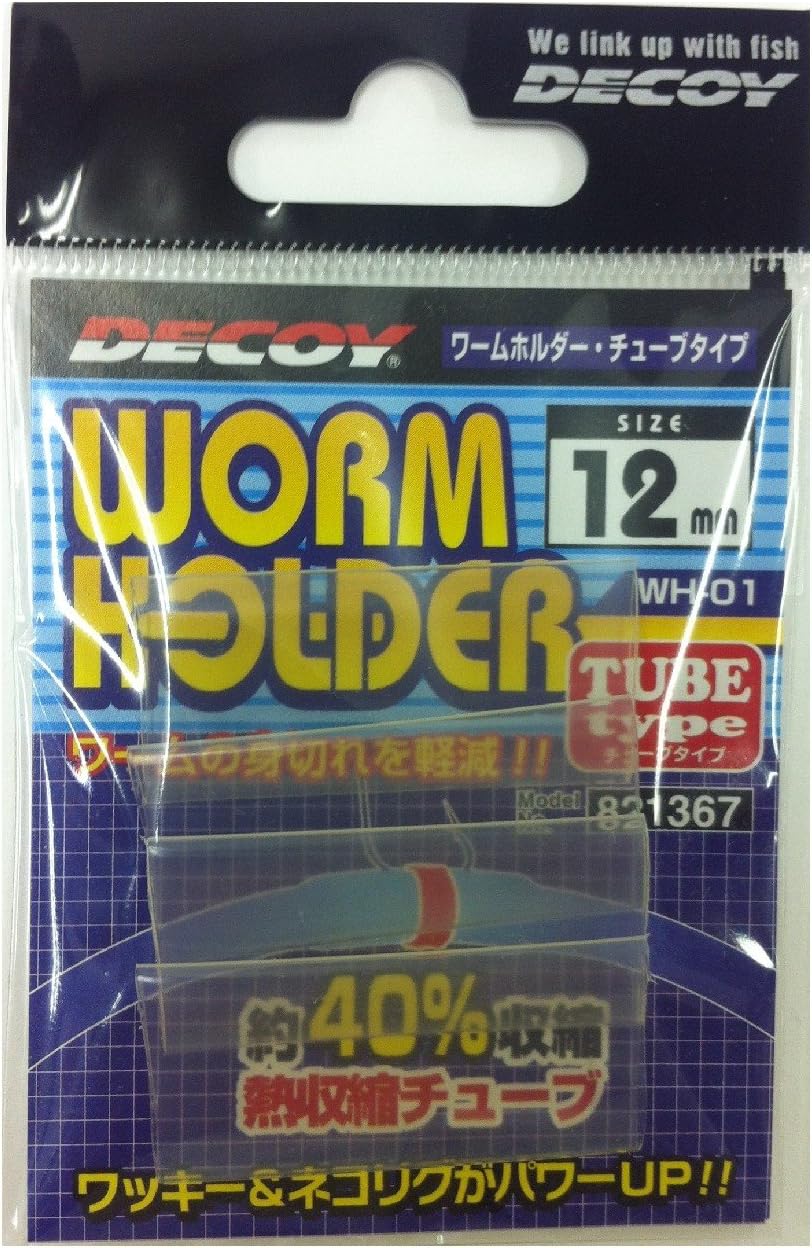 We link up with fish
DECOY
DECOY®
ワームホルダー・チューブタイプ
WORM
HOLDER
SIZE
12mm
WH-01
TUBE
type
チューブタイプ
ワームの身切れを軽減!!
Model No. 821367
約40%収縮
熱収縮チューブ
ワッキー&ネコリグがパワーUP!!